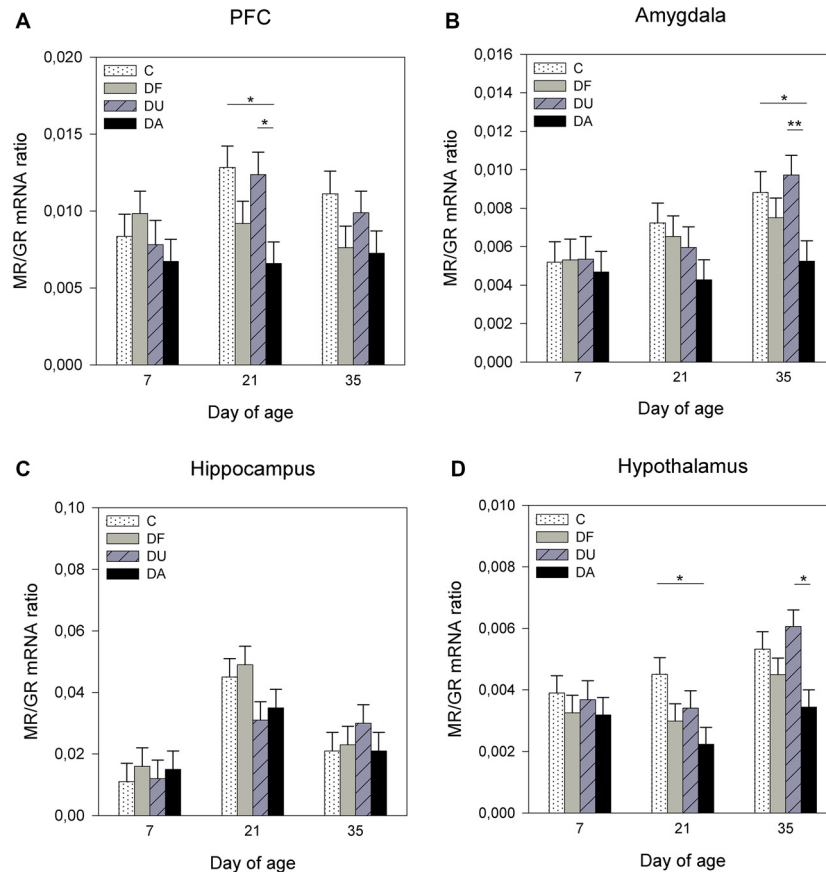 A
PFC
0,020
0,015
0,010
0,005
0,000
MR/GR mRNA ratio
C
DF
DU
DA
*
*
7 21 35
Day of age
B
Amygdala
0,016
0,014
0,012
0,010
0,008
0,006
0,004
0,002
0,000
MR/GR mRNA ratio
C
DF
DU
DA
*
**
7 21 35
Day of age
C
Hippocampus
0,10
0,08
0,06
0,04
0,02
0,00
MR/GR mRNA ratio
C
DF
DU
DA
7 21 35
Day of age
D
Hypothalamus
0,010
0,008
0,006
0,004
0,002
0,000
MR/GR mRNA ratio
C
DF
DU
DA
* *
7 21 35
Day of age